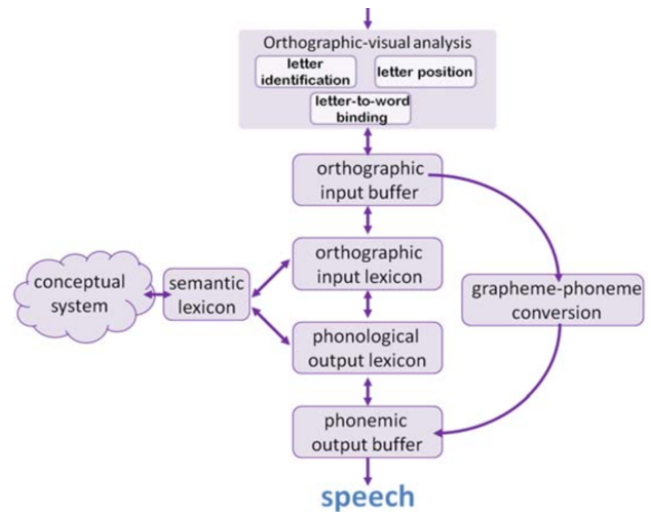 Orthographic-visual analysis
letter
identification
letter position
letter-to-word
binding
orthographic
input buffer
orthographic
input lexicon
conceptual
system
semantic
lexicon
grapheme-phoneme
conversion
phonological
output lexicon
phonemic
output buffer
speech